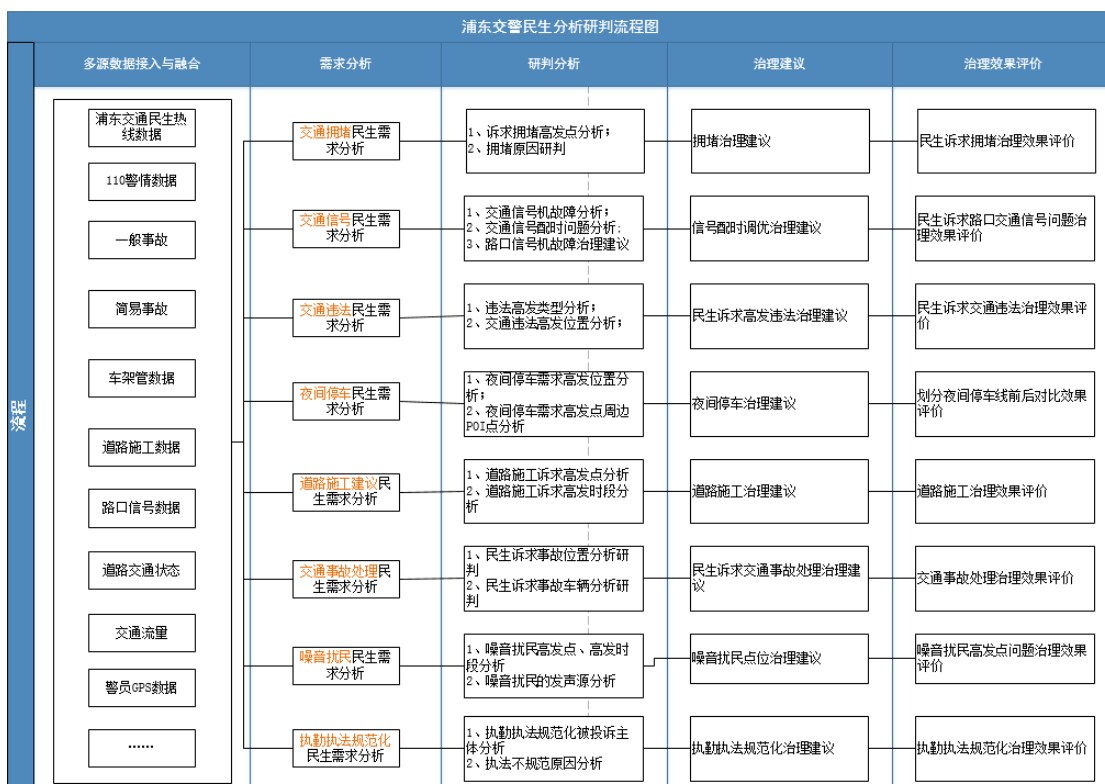 浦东交警民生分析研判流程图
多源数据接入与融合
需求分析
研判分析
治理建议
治理效果评价
流程
浦东交通民生热
线数据
110警情数据
一般事故
简易事故
车架管数据
道路施工数据
路口信号数据
道路交通状态
交通流量
警员GPS数据
......
交通拥堵民生需
求分析
1、诉求拥堵高发点分析；
2、拥堵原因研判
拥堵治理建议
民生诉求拥堵治理效果评价
交通信号民生需
求分析
1、交通信号机故障分析；
2、交通信号配时问题分析；
3、路口信号机故障治理建议
信号配时调优治理建议
民生诉求路口交通信号问题治
理效果评价
交通违法民生需
求分析
1、违法高发类型分析；
2、交通违法高发位置分析；
民生诉求高发违法治理建议
民生诉求交通违法治理效果评
价
夜间停车民生需
求分析
1、夜间停车需求高发位置分
析；
2、夜间停车需求高发点周边
POI点分析
夜间停车治理建议
划分夜间停车线前后对比效果
评价
道路施工建议民
生需求分析
1、道路施工诉求高发点分析
2、道路施工诉求高发时段分
析
道路施工治理建议
道路施工治理效果评价
交通事故处理民
生需求分析
1、民生诉求事故位置分析研
判
2、民生诉求事故车辆分析研
判
民生诉求交通事故处理治理建
议
交通事故处理治理效果评价
噪音扰民民生需
求分析
1、噪音扰民高发点、高发时
段分析
2、噪音扰民的发声源分析
噪音扰民点位治理建议
噪音扰民高发点问题治理效果
评价
执勤执法规范化
民生需求分析
1、执勤执法规范化被投诉主
体分析
2、执法不规范原因分析
执勤执法规范化治理建议
执勤执法规范化治理效果评价